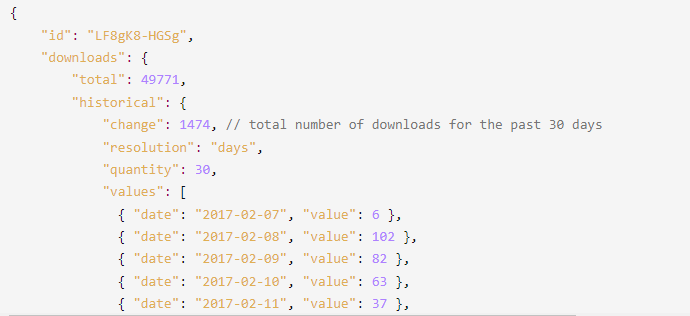 {
"id": "LF8gK8-HGSg",
"downloads": {
"total": 49771,
"historical": {
"change": 1474, // total number of downloads for the past 30 days
"resolution": "days",
"quantity": 30,
"values": [
{ "date": "2017-02-07", "value": 6 },
{ "date": "2017-02-08", "value": 102 },
{ "date": "2017-02-09", "value": 82 },
{ "date": "2017-02-10", "value": 63 },
{ "date": "2017-02-11", "value": 37 },